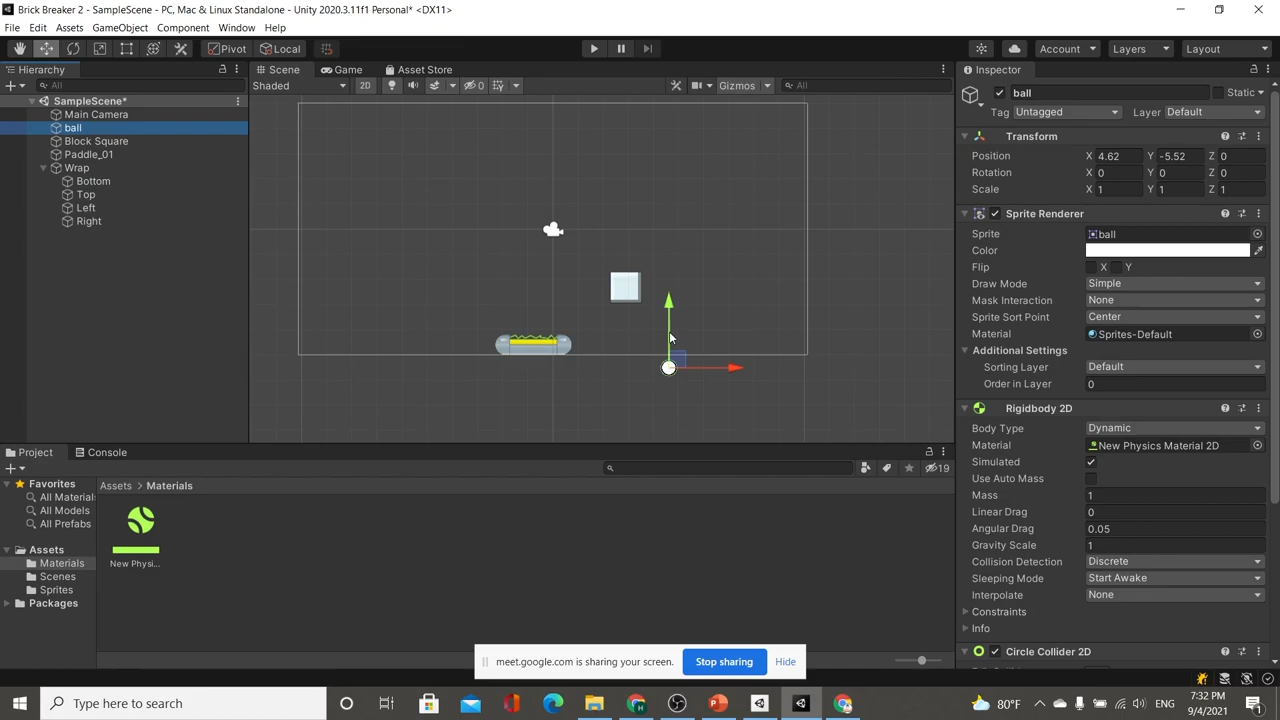 Brick Breaker 2 - SampleScene - PC, Mac & Linux Standalone - Unity 2020.3.11f1 Personal* <DX11>
File Edit Assets GameObject Component Window Help
Pivot Local Account Layers Layout
Hierarchy Scene Game Asset Store Inspector
All Shaded 2D 0 Gizmos All ball Static
SampleScene*
Main Camera Tag Untagged Layer Default
ball
Block Square Transform
Paddle_01 Position X 4.62 Y -5.52 Z 0
Wrap Rotation X 0 Y 0 Z 0
Bottom Scale X 1 Y 1 Z 1
Top
Left Sprite Renderer
Right
Sprite ball
Color
Flip X Y
Draw Mode Simple
Mask Interaction None
Sprite Sort Point Center
Material Sprites-Default
Additional Settings
Sorting Layer Default
Order in Layer 0
Rigidbody 2D
Body Type Dynamic
Material New Physics Material 2D
Simulated
Use Auto Mass
Mass 1
Linear Drag 0
Angular Drag 0.05
Gravity Scale 1
Collision Detection Discrete
Sleeping Mode Start Awake
Interpolate None
Constraints
Info
Circle Collider 2D
Project Console
19
Favorites Assets Materials
All Materials
All Models
All Prefabs
Assets
Materials New Physi...
Scenes
Sprites
Packages
meet.google.com is sharing your screen. Stop sharing Hide
Type here to search 80°F ENG 7:32 PM
9/4/2021